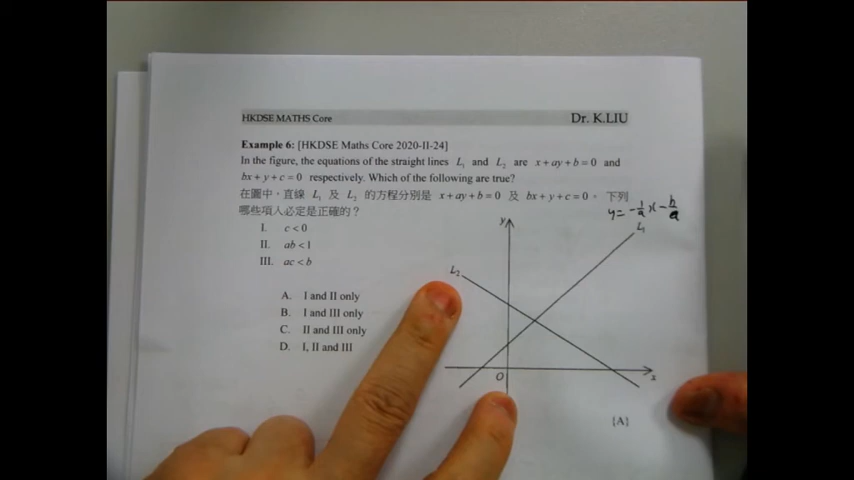 HKDSE MATHS Core Dr. K.LIU
Example 6: [HKDSE Maths Core 2020-II-24]
In the figure, the equations of the straight lines L₁ and L₂ are x + ay + b = 0 and
bx + y + c = 0 respectively. Which of the following are true?
在圖中，直線 L₁ 及 L₂ 的方程分別是 x + ay + b = 0 及 bx + y + c = 0。下列
哪些項人必定是正確的？
y = -1/a x - b/a
I. c < 0
II. ab < 1
III. ac < b
A. I and II only
B. I and III only
C. II and III only
D. I, II and III
y
L₁
L₂
O
x
(A)